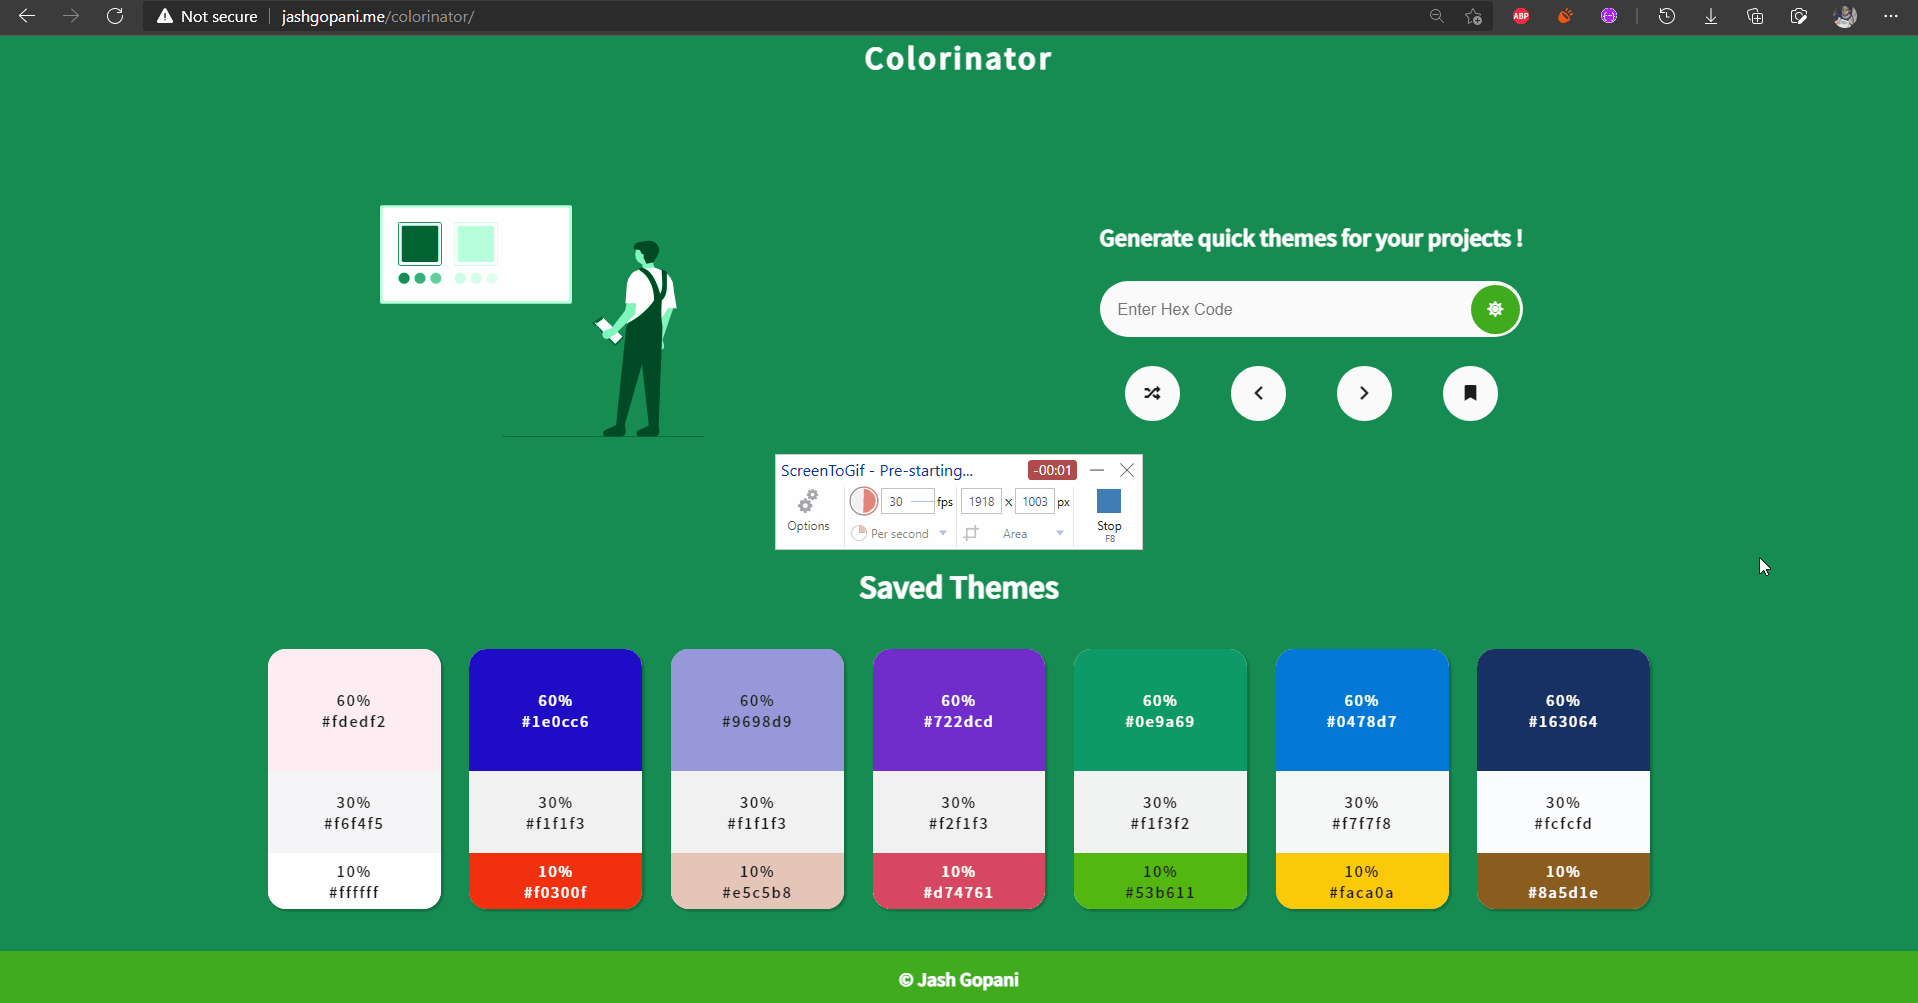 Not secure
jashgopani.me/colorinator/
ABP
Colorinator
Generate quick themes for your projects !
Enter Hex Code
ScreenToGif - Pre-starting...
-00:01
Options
30 fps
1918 x 1003 px
Per second
Area
Stop
F8
Saved Themes
60%
#fdedf2
30%
#f6f4f5
10%
#ffffff
60%
#1e0cc6
30%
#f1f1f3
10%
#f0300f
60%
#9698d9
30%
#f1f1f3
10%
#e5c5b8
60%
#722dcd
30%
#f2f1f3
10%
#d74761
60%
#0e9a69
30%
#f1f3f2
10%
#53b611
60%
#0478d7
30%
#f7f7f8
10%
#faca0a
60%
#163064
30%
#fcfcfd
10%
#8a5d1e
© Jash Gopani